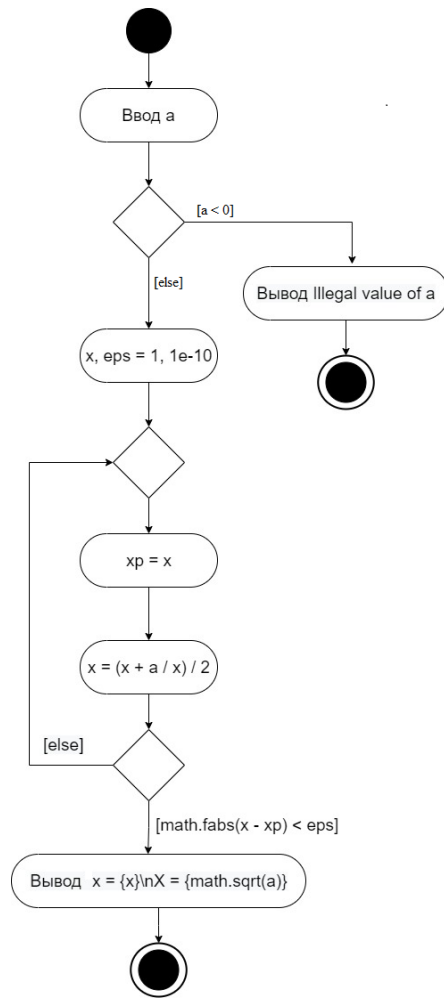 Ввод а
[a < 0]
[else]
Вывод Illegal value of a
x, eps = 1, 1e-10
xp = x
x = (x + a / x) / 2
[else]
[math.fabs(x - xp) < eps]
Вывод x = {x}\nX = {math.sqrt(a)}